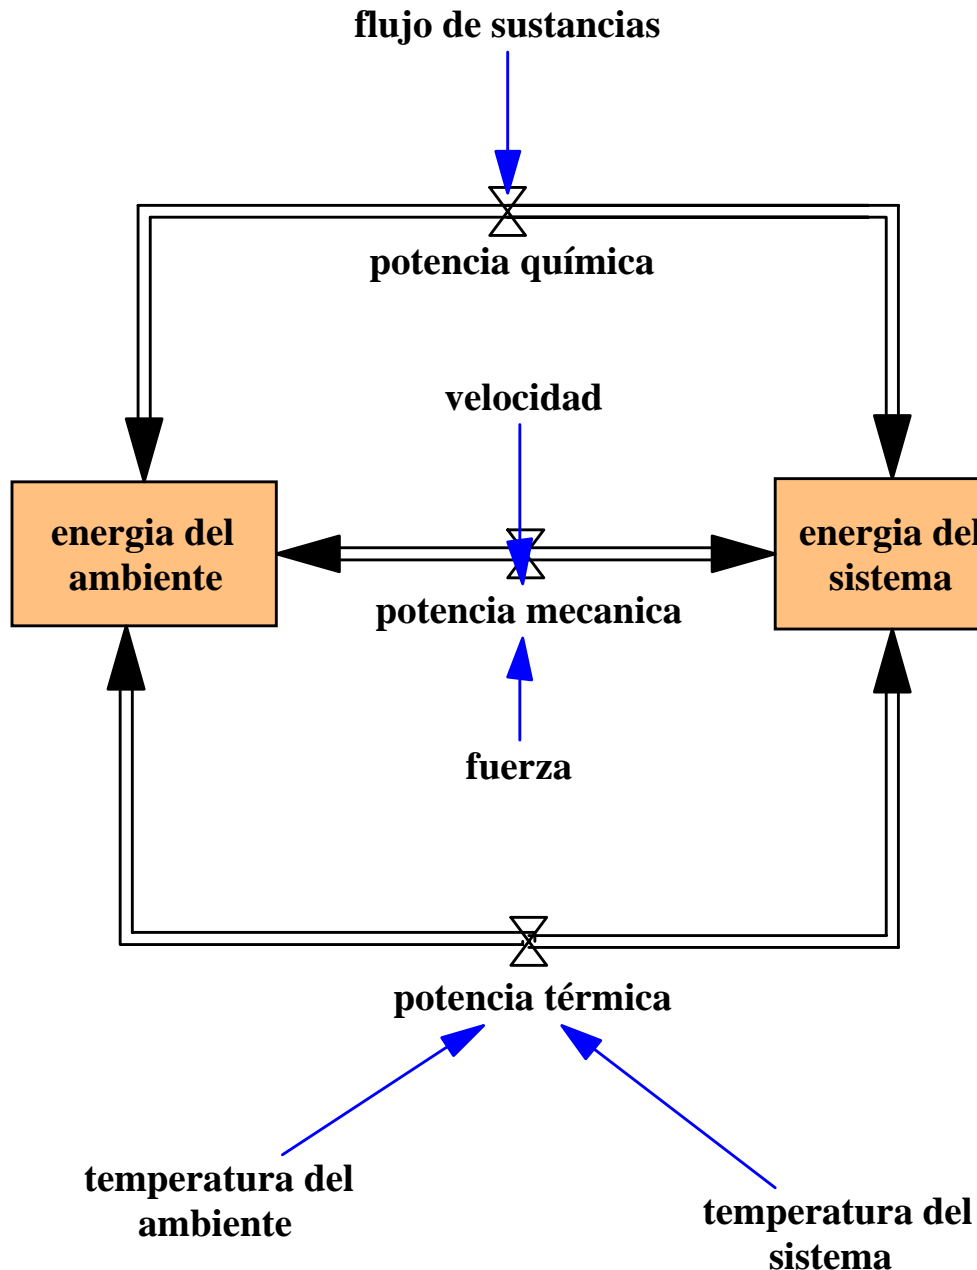 flujo de sustancias
potencia química
velocidad
energia del
ambiente
energia del
sistema
potencia mecanica
fuerza
potencia térmica
temperatura del
ambiente
temperatura del
sistema